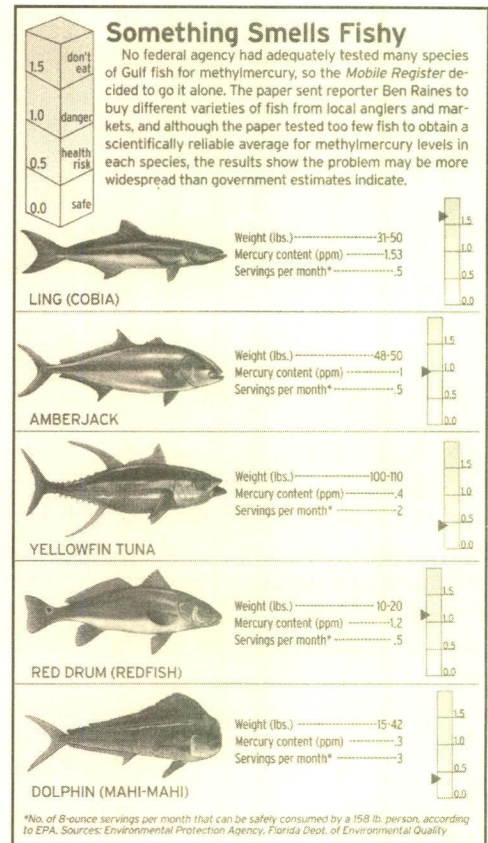 Something Smells Fishy
No federal agency had adequately tested many species
of Gulf fish for methylmercury, so the Mobile Register de-
cided to go it alone. The paper sent reporter Ben Raines to
buy different varieties of fish from local anglers and mar-
kets, and although the paper tested too few fish to obtain a
scientifically reliable average for methylmercury levels in
each species, the results show the problem may be more
widespread than government estimates indicate.
1.5 don't
eat
1.0 danger
0.5 health
risk
0.0 safe
Weight (lbs.) 31-50
Mercury content (ppm) 1.53
Servings per month* .5
LING (COBIA)
1.5
1.0
0.5
0.0
Weight (lbs.) 48-50
Mercury content (ppm) 1
Servings per month* .5
AMBERJACK
1.5
1.0
0.5
0.0
Weight (lbs.) 100-110
Mercury content (ppm) .4
Servings per month* 2
YELLOWFIN TUNA
1.5
1.0
0.5
0.0
Weight (lbs.) 10-20
Mercury content (ppm) 1.2
Servings per month* .5
RED DRUM (REDFISH)
1.5
1.0
0.5
0.0
Weight (lbs.) 15-42
Mercury content (ppm) .3
Servings per month* 3
DOLPHIN (MAHI-MAHI)
1.5
1.0
0.5
0.0
*No. of 8-ounce servings per month that can be safely consumed by a 158 lb. person, according
to EPA. Sources: Environmental Protection Agency, Florida Dept. of Environmental Quality